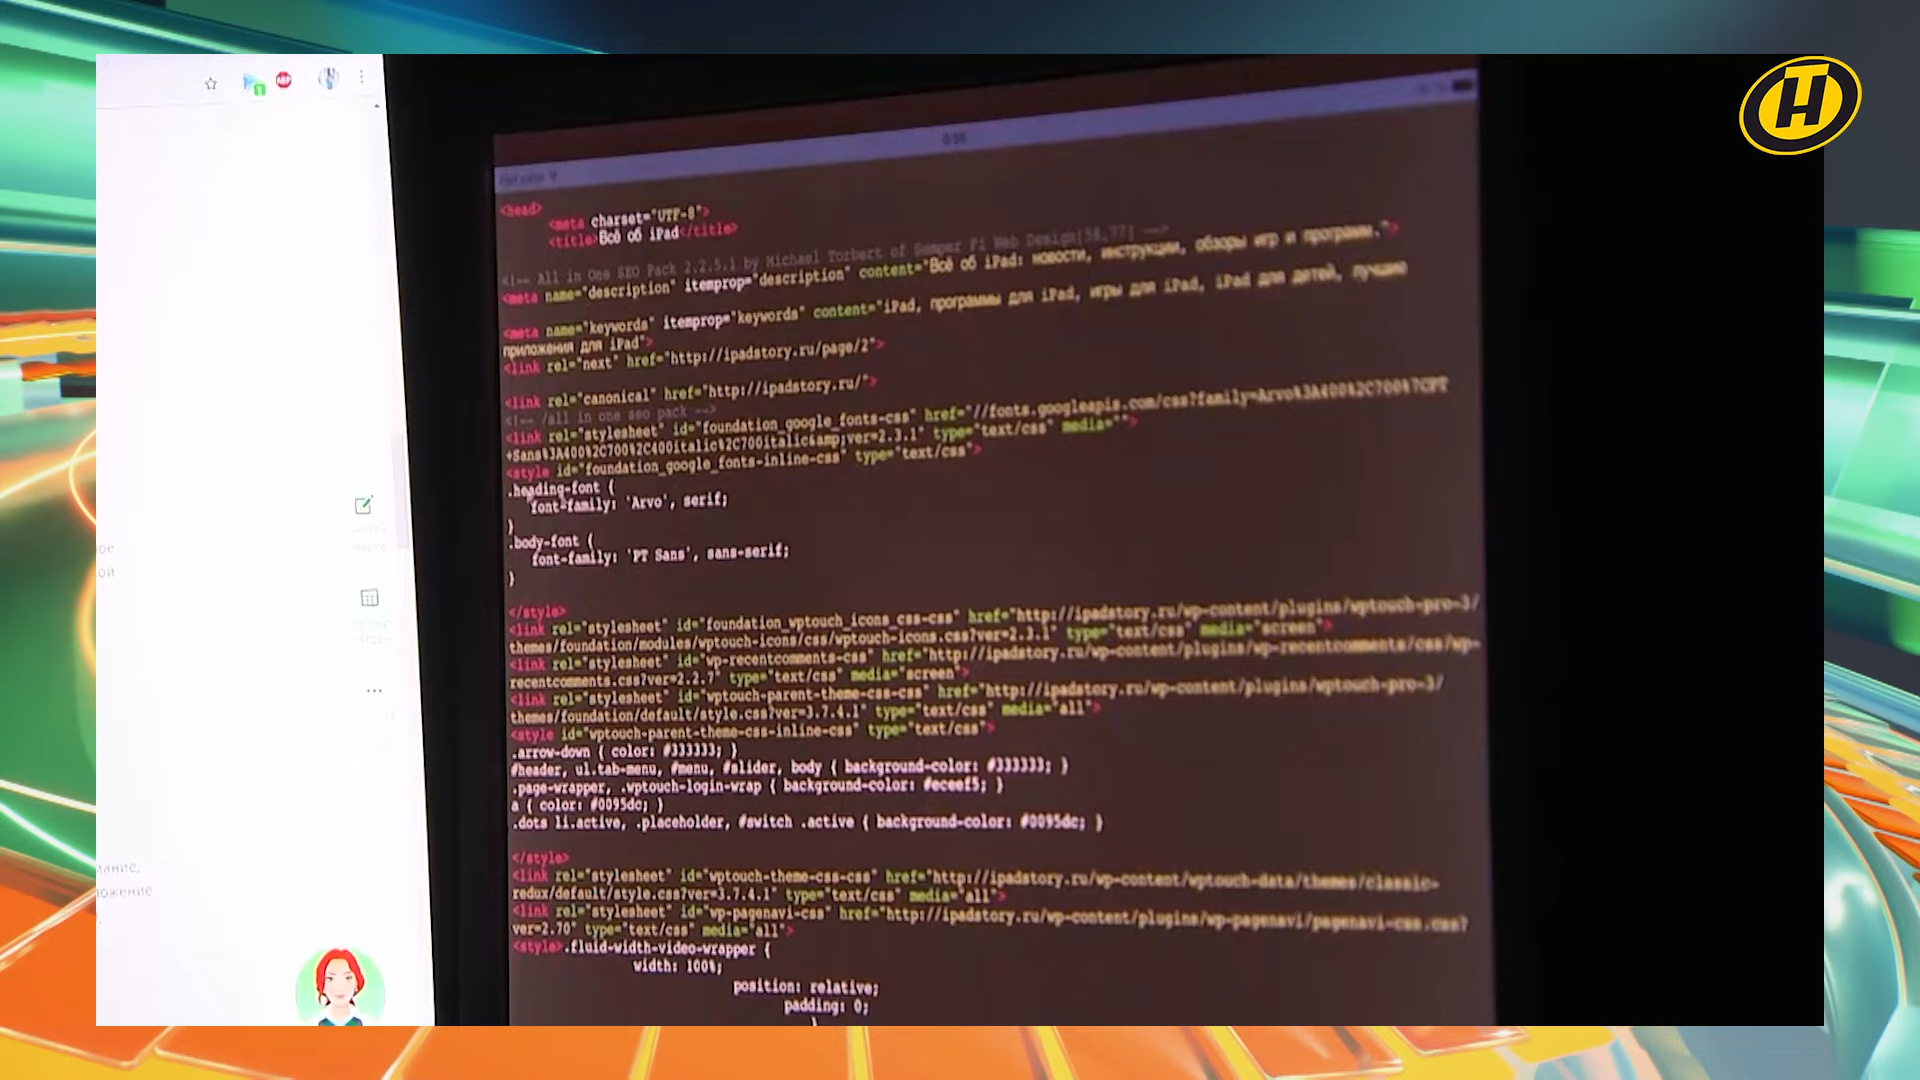 Н
ABP
1
0:58
<head>
<meta charset="UTF-8">
<title>Всё об iPad</title>
<!-- All in One SEO Pack 2.2.5.1 by Michael Torbert of Semper Fi Web Design[58,77] -->
<meta name="description" itemprop="description" content="Всё об iPad: новости, инструкции, обзоры игр и программ.">
<meta name="keywords" itemprop="keywords" content="iPad, программы для iPad, игры для iPad, iPad для детей, лучшие
приложения для iPad">
<link rel="next" href="http://ipadstory.ru/page/2">
<link rel="canonical" href="http://ipadstory.ru/">
<!-- /all in one seo pack -->
<link rel="stylesheet" id="foundation_google_fonts-css" href="//fonts.googleapis.com/css?family=Arvo%3A400%2C700%7CPT
+Sans%3A400%2C700%2C400italic%2C700italic&amp;ver=2.3.1" type="text/css" media="">
<style id="foundation_google_fonts-inline-css" type="text/css">
.heading-font {
font-family: 'Arvo', serif;
}
.body-font {
font-family: 'PT Sans', sans-serif;
}
</style>
<link rel="stylesheet" id="foundation_wptouch_icons_css-css" href="http://ipadstory.ru/wp-content/plugins/wptouch-pro-3/
themes/foundation/modules/wptouch-icons/css/wptouch-icons.css?ver=2.3.1" type="text/css" media="screen">
<link rel="stylesheet" id="wp-recentcomments-css" href="http://ipadstory.ru/wp-content/plugins/wp-recentcomments/css/wp-
recentcomments.css?ver=2.2.7" type="text/css" media="screen">
<link rel="stylesheet" id="wptouch-parent-theme-css-css" href="http://ipadstory.ru/wp-content/plugins/wptouch-pro-3/
themes/foundation/default/style.css?ver=3.7.4.1" type="text/css" media="all">
<style id="wptouch-parent-theme-css-inline-css" type="text/css">
.arrow-down { color: #333333; }
#header, ul.tab-menu, #menu, #slider, body { background-color: #333333; }
.page-wrapper, .wptouch-login-wrap { background-color: #eceef5; }
a { color: #0095dc; }
.dots li.active, .placeholder, #switch .active { background-color: #0095dc; }
</style>
<link rel="stylesheet" id="wptouch-theme-css-css" href="http://ipadstory.ru/wp-content/wptouch-data/themes/classic-
redux/default/style.css?ver=3.7.4.1" type="text/css" media="all">
<link rel="stylesheet" id="wp-pagenavi-css" href="http://ipadstory.ru/wp-content/plugins/wp-pagenavi/pagenavi-css.css?
ver=2.70" type="text/css" media="all">
<style>.fluid-width-video-wrapper {
width: 100%;
position: relative;
padding: 0;
}